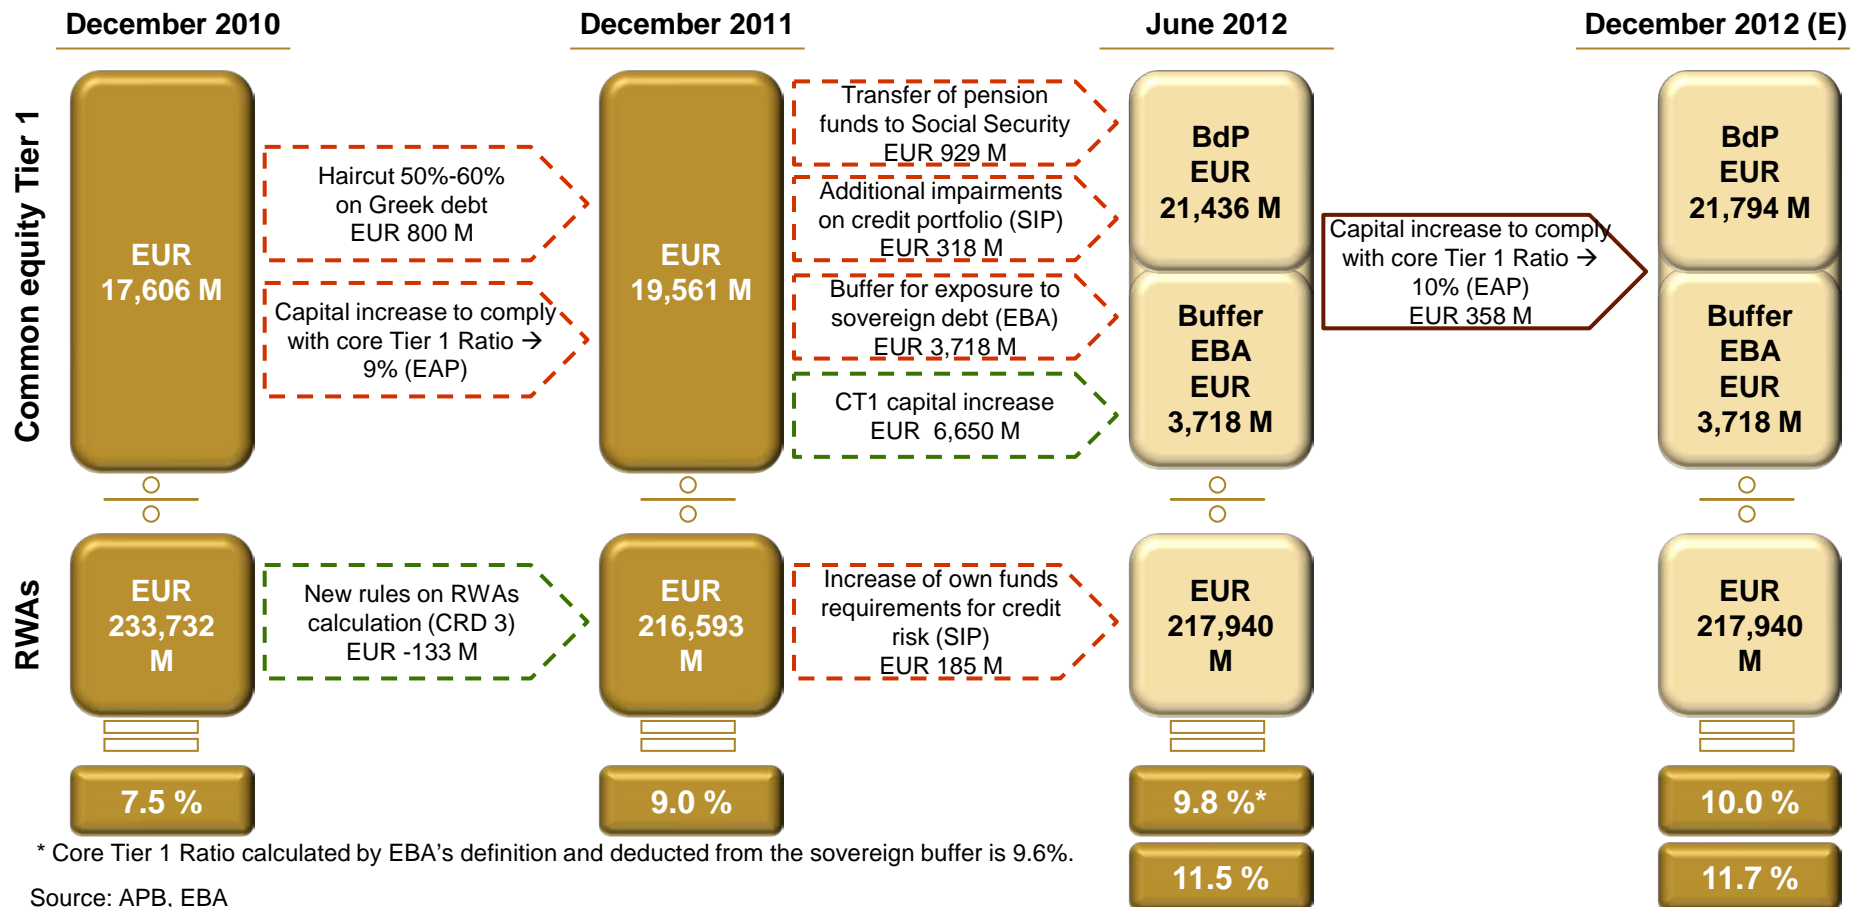 December 2010
December 2011
June 2012
December 2012 (E)
Common equity Tier 1
EUR
17,606 M
Haircut 50%-60%
on Greek debt
EUR 800 M
Capital increase to comply
with core Tier 1 Ratio →
9% (EAP)
EUR
19,561 M
Transfer of pension
funds to Social Security
EUR 929 M
Additional impairments
on credit portfolio (SIP)
EUR 318 M
Buffer for exposure to
sovereign debt (EBA)
EUR 3,718 M
CT1 capital increase
EUR 6,650 M
BdP
EUR
21,436 M
Buffer
EBA
EUR
3,718 M
Capital increase to comply
with core Tier 1 Ratio →
10% (EAP)
EUR 358 M
BdP
EUR
21,794 M
Buffer
EBA
EUR
3,718 M
RWAs
EUR
233,732
M
New rules on RWAs
calculation (CRD 3)
EUR -133 M
EUR
216,593
M
Increase of own funds
requirements for credit
risk (SIP)
EUR 185 M
EUR
217,940
M
EUR
217,940
M
7.5 %
9.0 %
9.8 %*
10.0 %
* Core Tier 1 Ratio calculated by EBA's definition and deducted from the sovereign buffer is 9.6%.
11.5 %
11.7 %
Source: APB, EBA